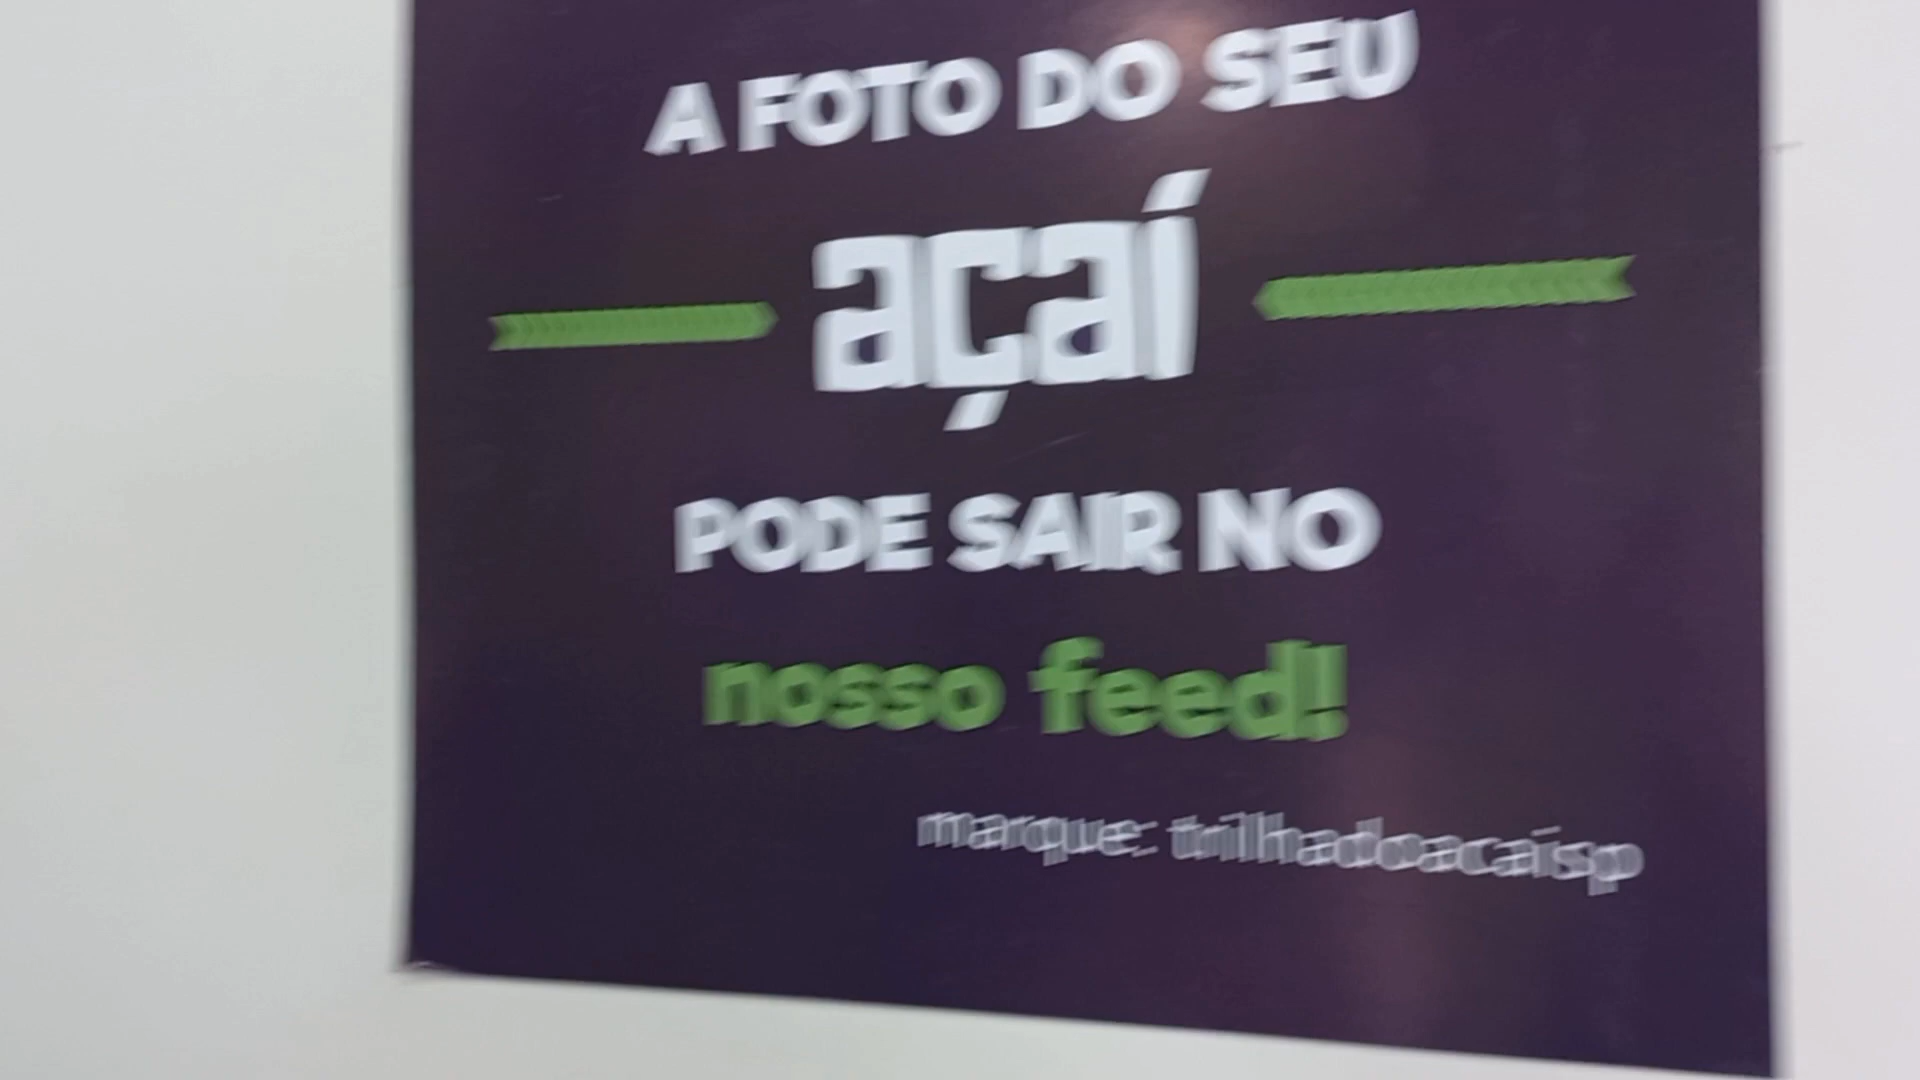 A FOTO DO SEU
açaí
PODE SAIR NO
nosso feed!
marque: trilhadoacaisp